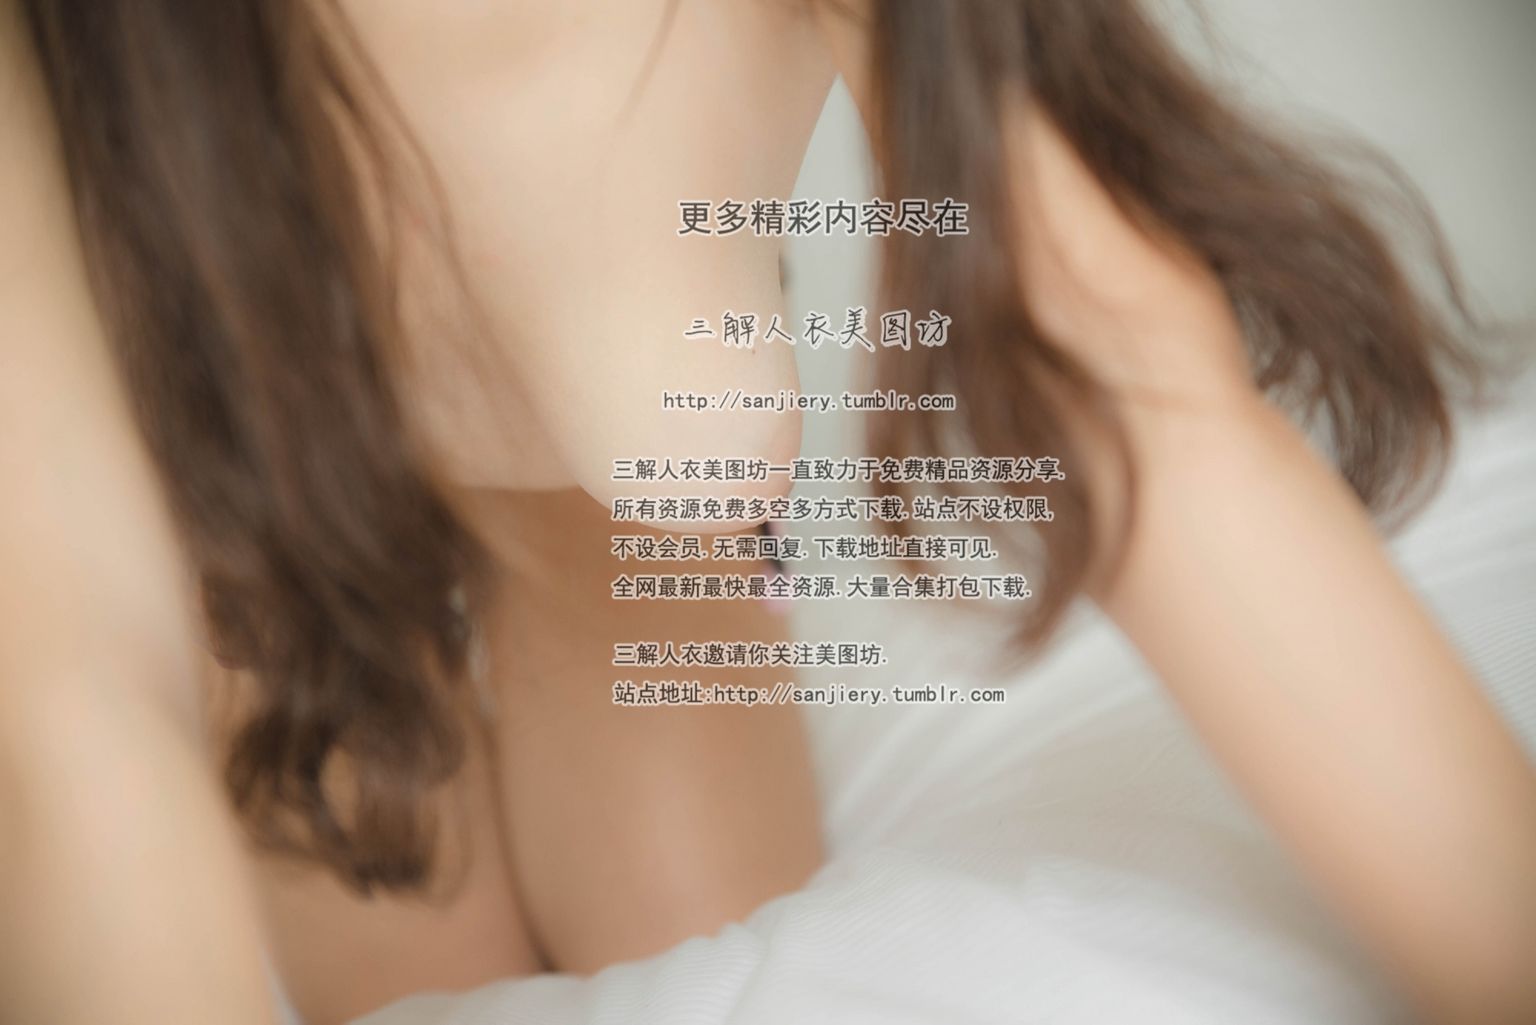 更多精彩内容尽在
三解人衣美图坊
http://sanjiery.tumblr.com
三解人衣美图坊一直致力于免费精品资源分享.
所有资源免费多空多方式下载.站点不设权限,
不设会员.无需回复.下载地址直接可见.
全网最新最快最全资源.大量合集打包下载.
三解人衣邀请你关注美图坊.
站点地址:http://sanjiery.tumblr.com